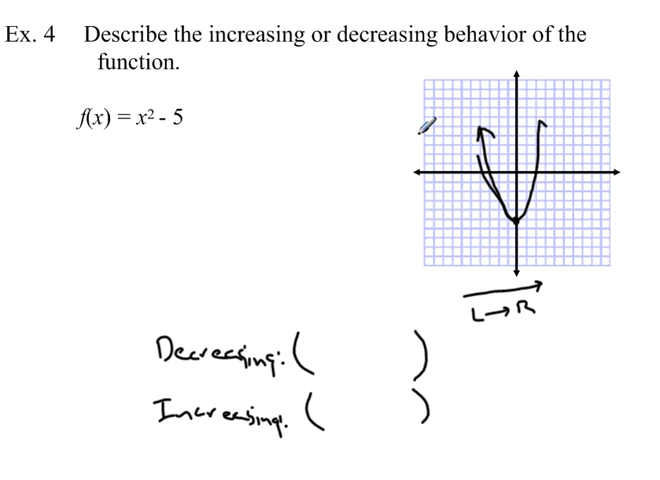 Ex. 4 Describe the increasing or decreasing behavior of the
function.
f(x) = x² - 5
L→R
Decreasing: (       )
Increasing: (       )